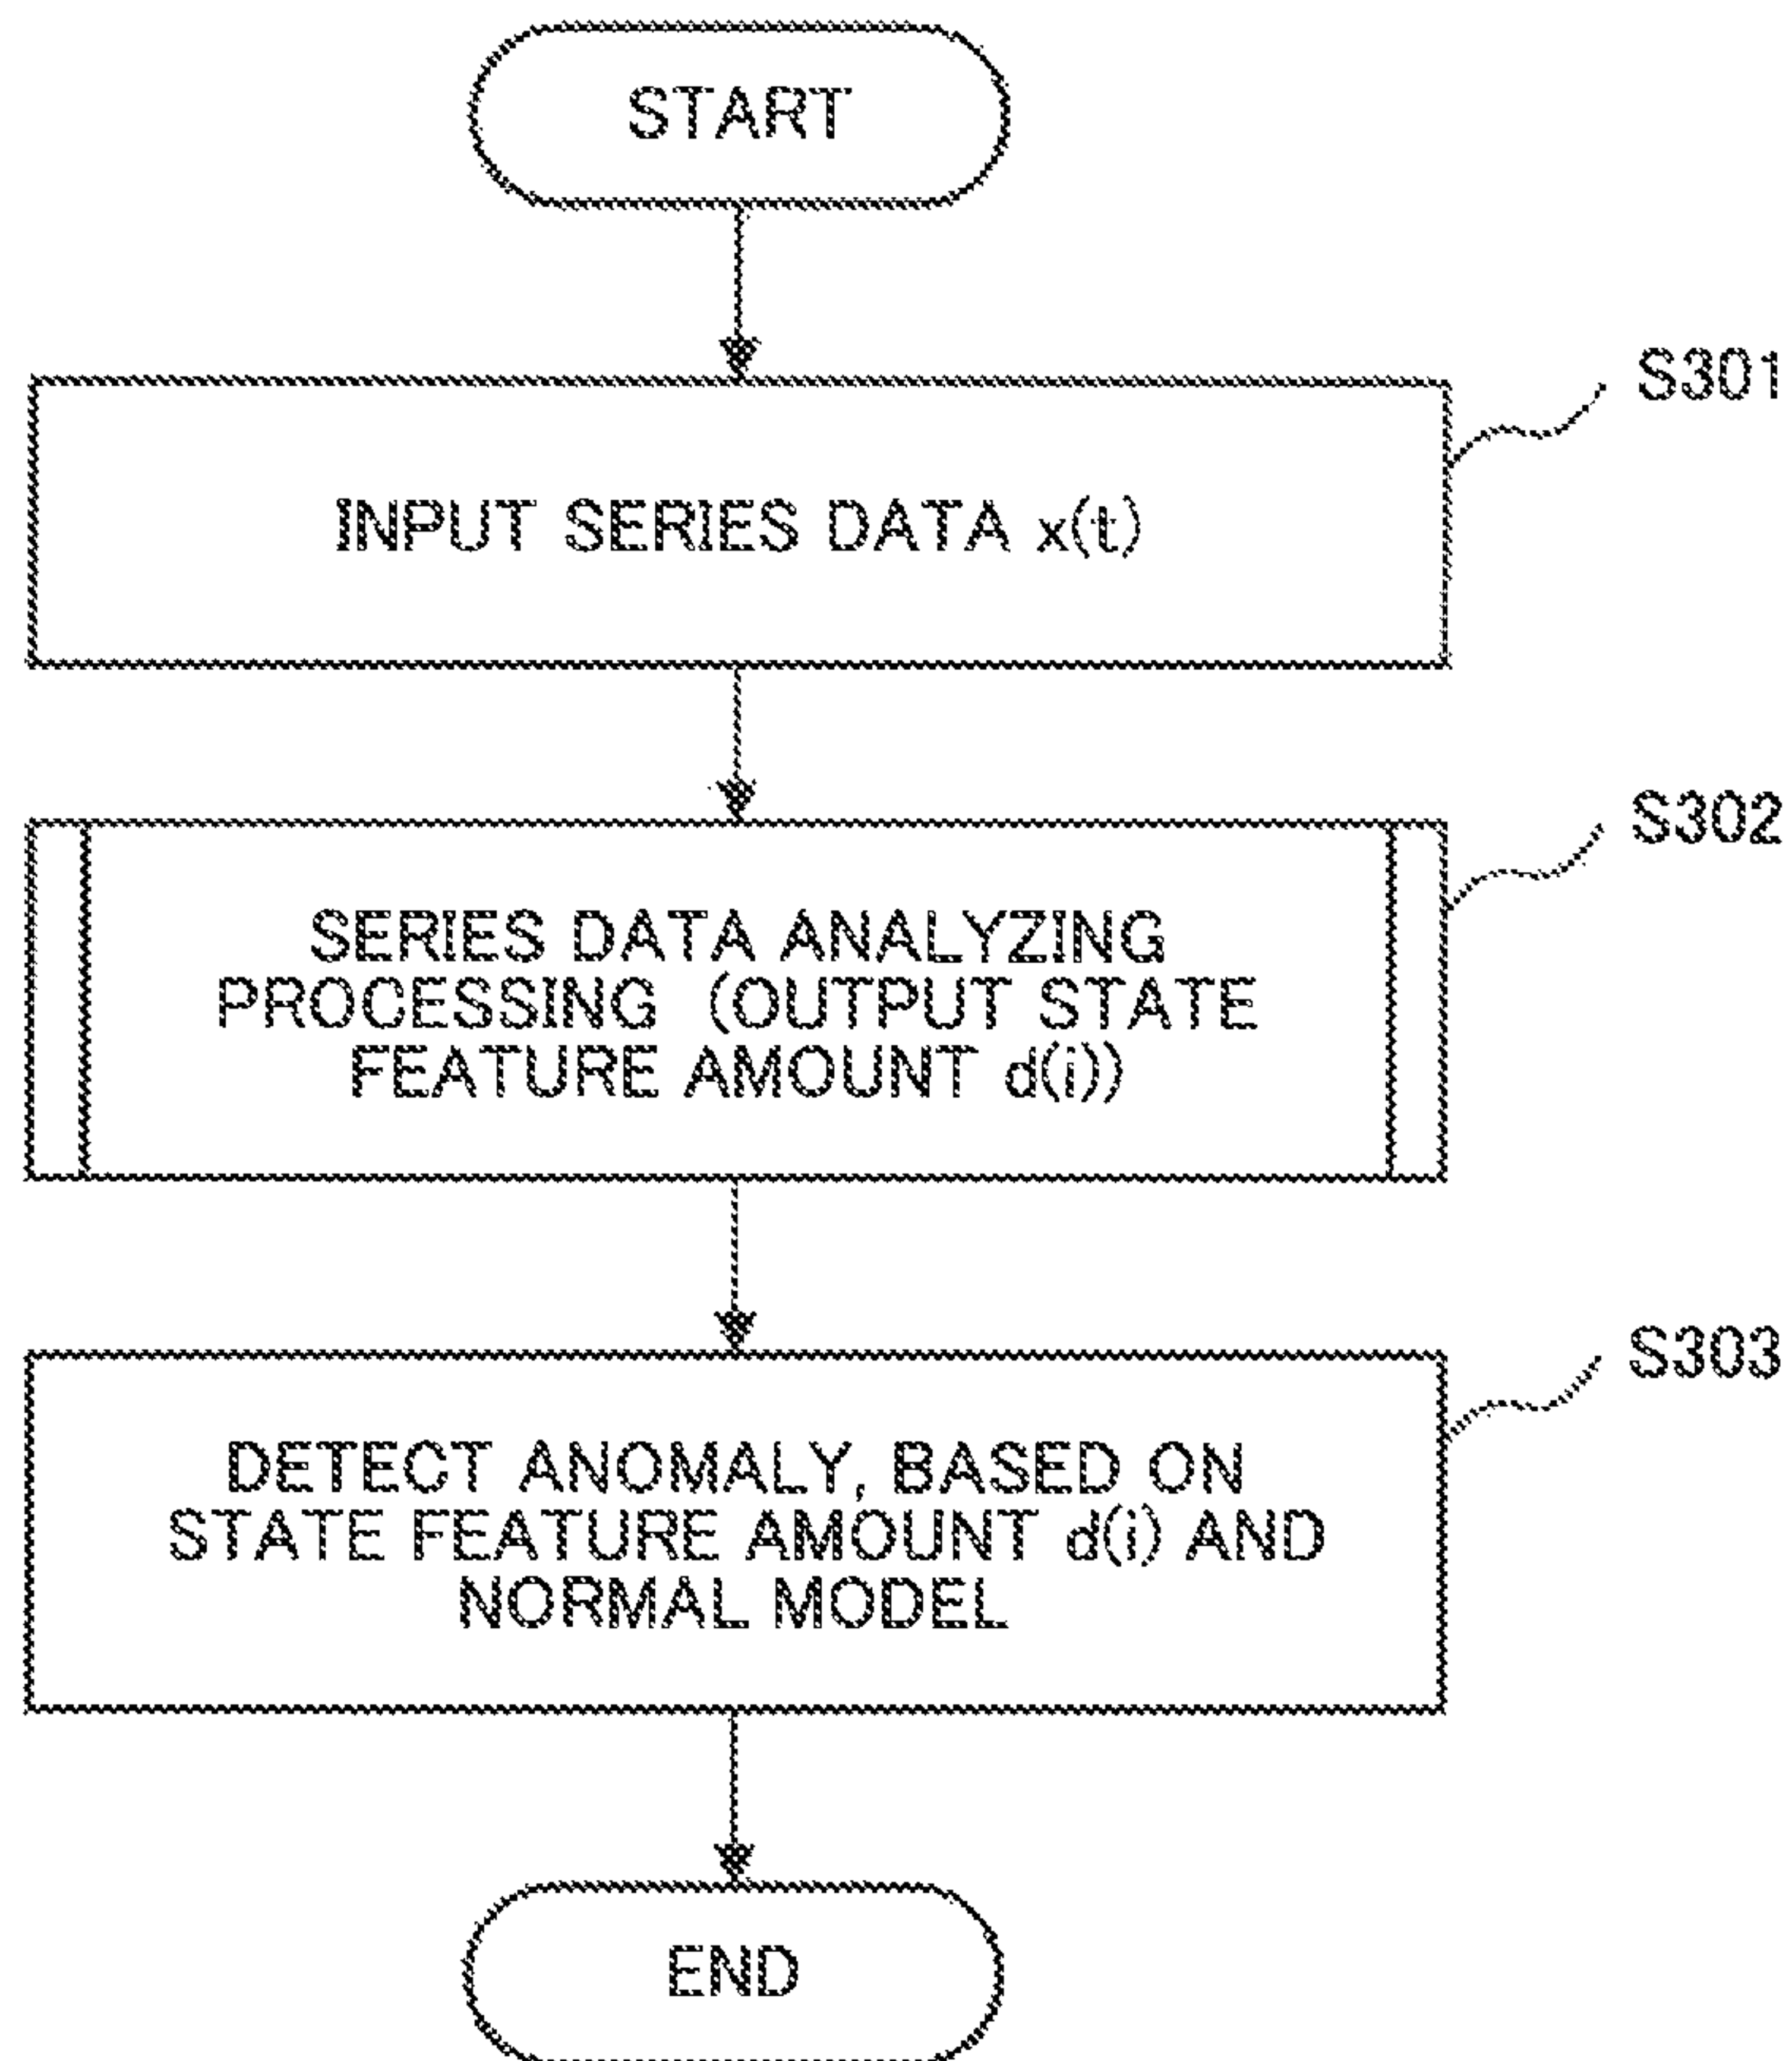 START
S301
INPUT SERIES DATA x(t)
S302
SERIES DATA ANALYZING
PROCESSING (OUTPUT STATE
FEATURE AMOUNT d(i))
S303
DETECT ANOMALY, BASED ON
STATE FEATURE AMOUNT d(i) AND
NORMAL MODEL
END